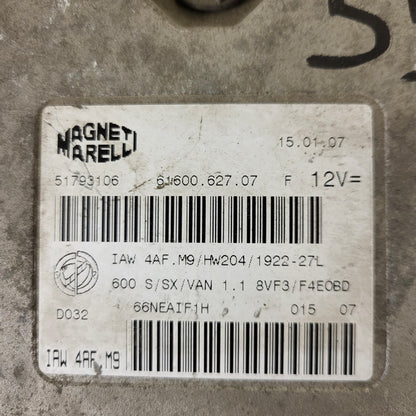 MAGNETI
MARELLI
15.01.07
51793106 61600.627.07 F 12V=
IAW 4AF.M9/HW204/1922-27L
600 S/SX/VAN 1.1 8VF3/F4EOBD
D032 66NEAIF1H 015 07
IAW 4AF.M9